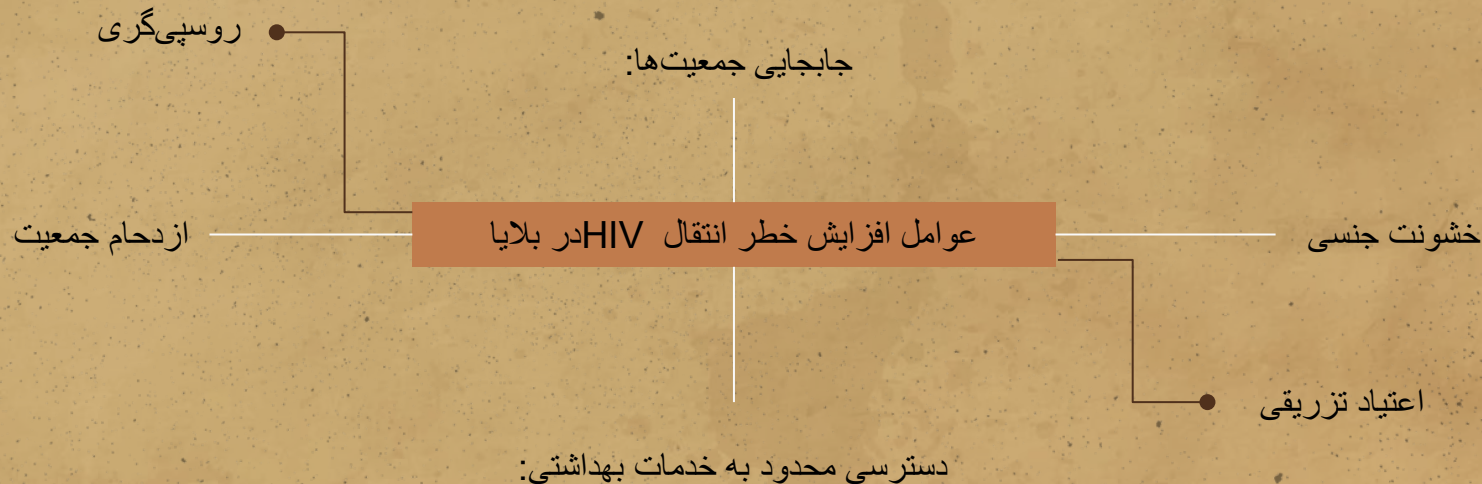 روسپی‌گری
جابجایی جمعیت‌ها:
ازدحام جمعیت
عوامل افزایش خطر انتقال HIV در بلایا
خشونت جنسی
اعتیاد تزریقی
دسترسی محدود به خدمات بهداشتی: